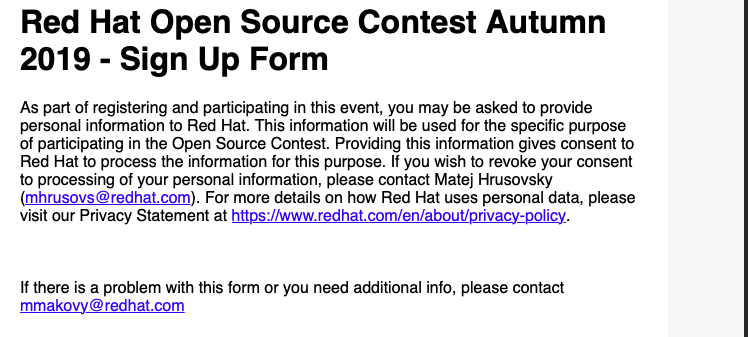 Red Hat Open Source Contest Autumn
2019 - Sign Up Form
As part of registering and participating in this event, you may be asked to provide
personal information to Red Hat. This information will be used for the specific purpose
of participating in the Open Source Contest. Providing this information gives consent to
Red Hat to process the information for this purpose. If you wish to revoke your consent
to processing of your personal information, please contact Matej Hrusovsky
(mhrusovs@redhat.com). For more details on how Red Hat uses personal data, please
visit our Privacy Statement at https://www.redhat.com/en/about/privacy-policy.
If there is a problem with this form or you need additional info, please contact
mmakovy@redhat.com